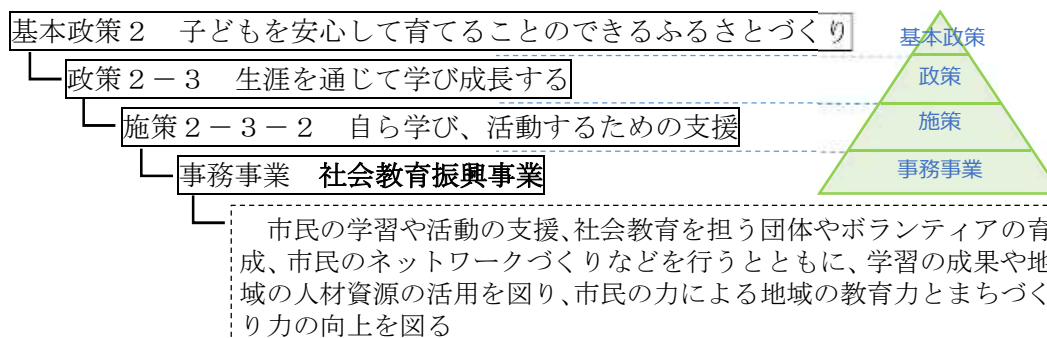 基本政策２　子どもを安心して育てることのできるふるさとづくり
基本政策
政策２－３　生涯を通じて学び成長する
政策
施策２－３－２　自ら学び、活動するための支援
施策
事務事業　社会教育振興事業
事務事業
市民の学習や活動の支援、社会教育を担う団体やボランティアの育
成、市民のネットワークづくりなどを行うとともに、学習の成果や地
域の人材資源の活用を図り、市民の力による地域の教育力とまちづく
り力の向上を図る